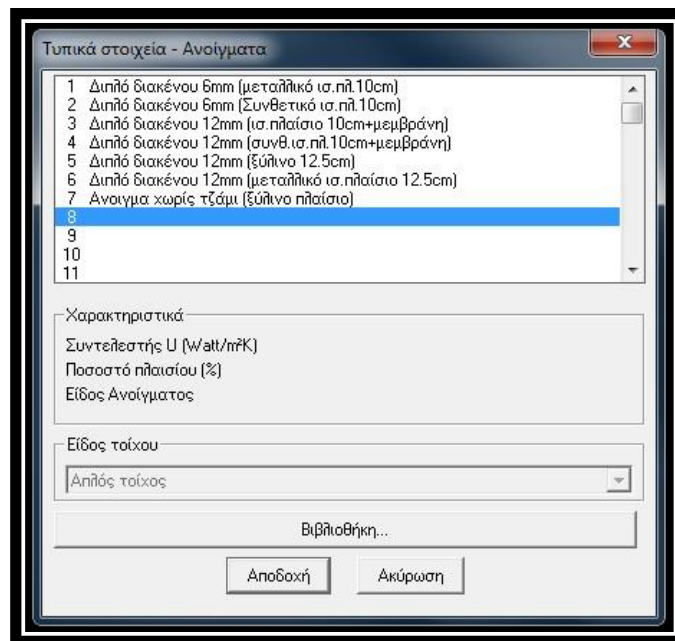 Τυπικά στοιχεία - Ανοίγματα
1 Διπλό διακένου 6mm (μεταλλικό ισ.πλ.10cm)
2 Διπλό διακένου 6mm (Συνθετικό ισ.πλ.10cm)
3 Διπλό διακένου 12mm (ισ.πλαίσιο 10cm+μεμβράνη)
4 Διπλό διακένου 12mm (συνθ.ισ.πλ.10cm+μεμβράνη)
5 Διπλό διακένου 12mm (ξύλινο 12.5cm)
6 Διπλό διακένου 12mm (μεταλλικό ισ.πλαίσιο 12.5cm)
7 Ανοιγμα χωρίς τζάμι (ξύλινο πλαίσιο)
8
9
10
11
Χαρακτηριστικά
Συντελεστής U (Watt/m²K)
Ποσοστό πλαισίου (%)
Είδος Ανοίγματος
Είδος τοίχου
Απλός τοίχος
Βιβλιοθήκη...
Αποδοχή Ακύρωση